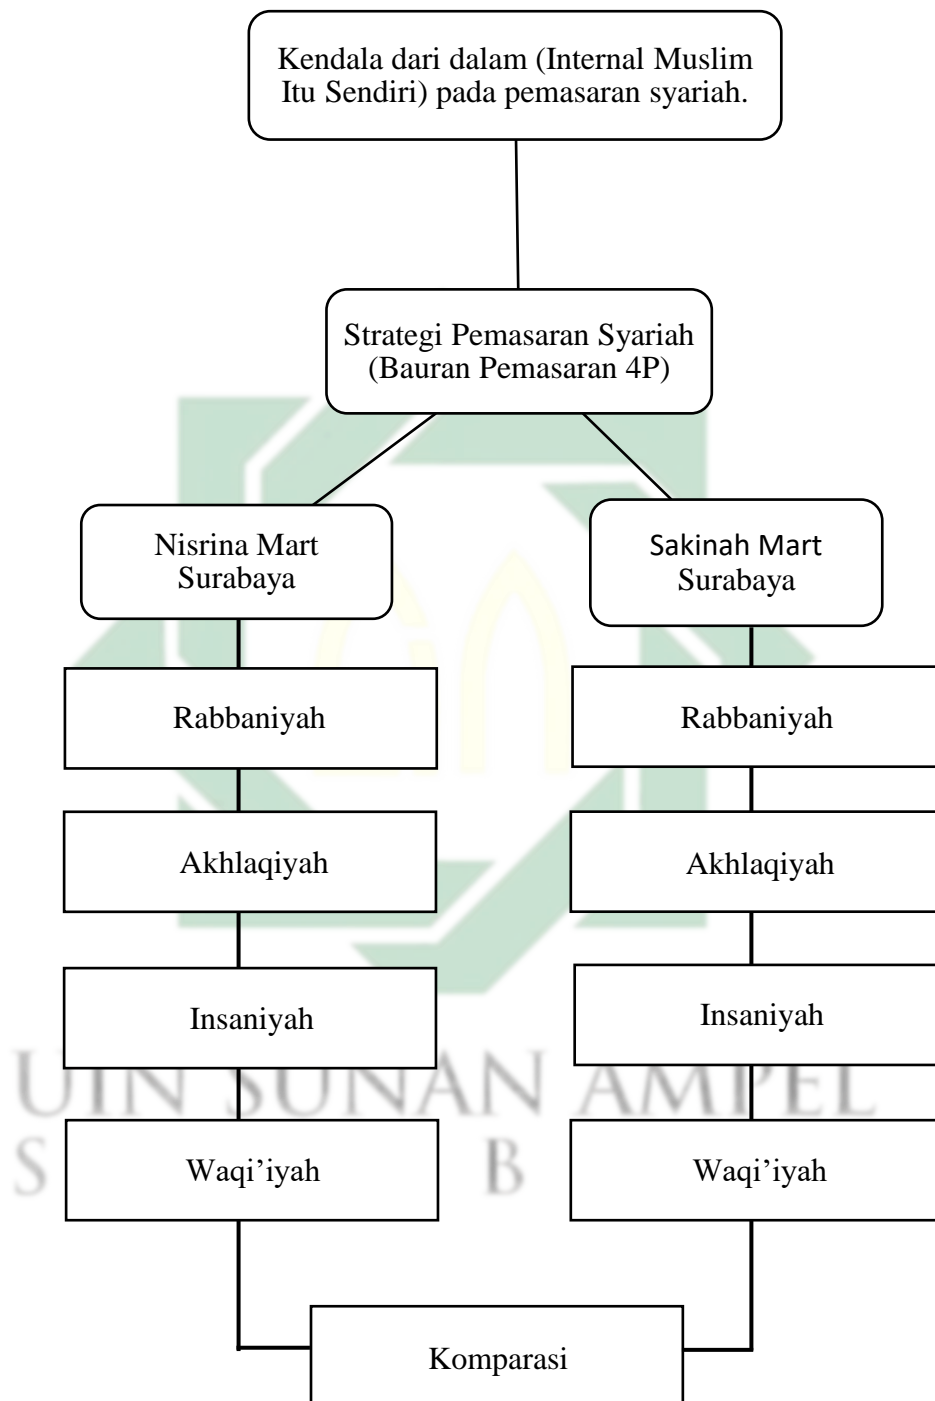 Kendala dari dalam (Internal Muslim
Itu Sendiri) pada pemasaran syariah.
Strategi Pemasaran Syariah
(Bauran Pemasaran 4P)
Nisrina Mart
Surabaya
Sakinah Mart
Surabaya
Rabbaniyah
Rabbaniyah
Akhlaqiyah
Akhlaqiyah
Insaniyah
Insaniyah
UIN SUNAN AMPEL
Waqi’iyah
Waqi’iyah
S B
Komparasi